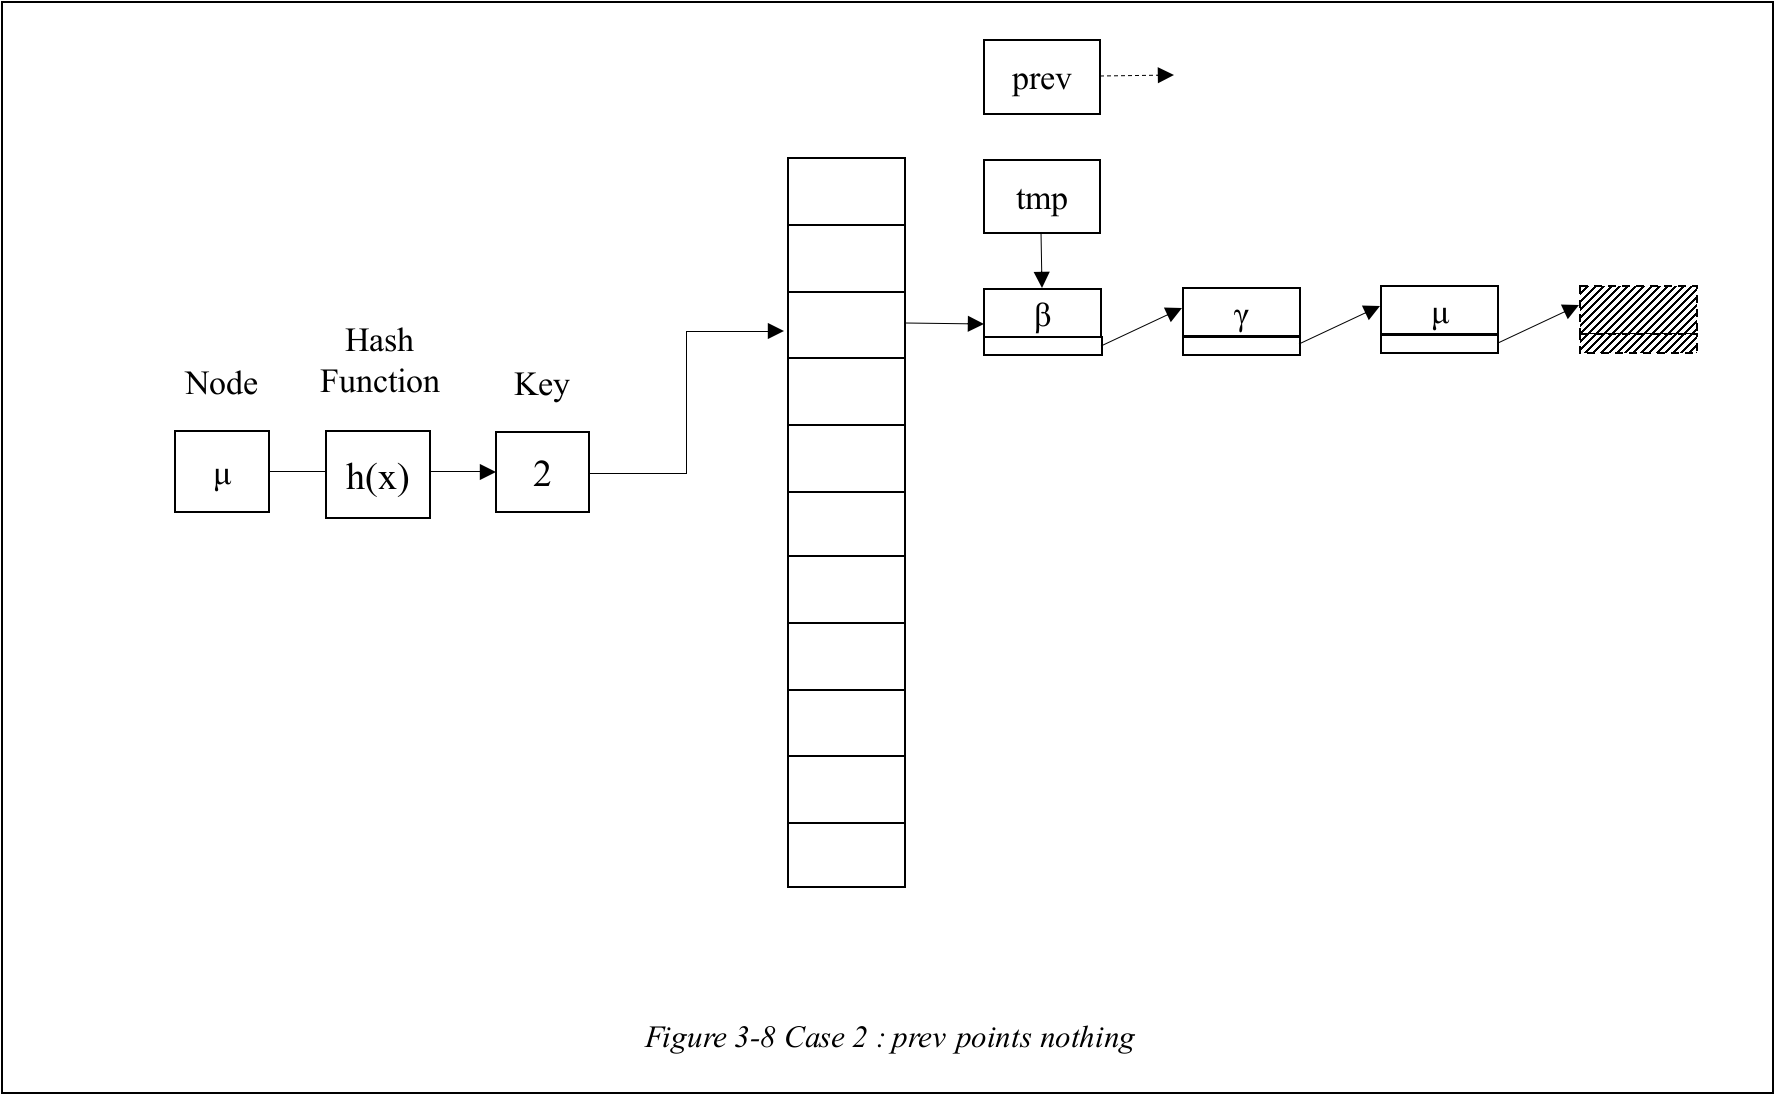 prev
tmp
β
γ
μ
Hash
Function
Node
Key
μ
h(x)
2
Figure 3-8 Case 2 : prev points nothing